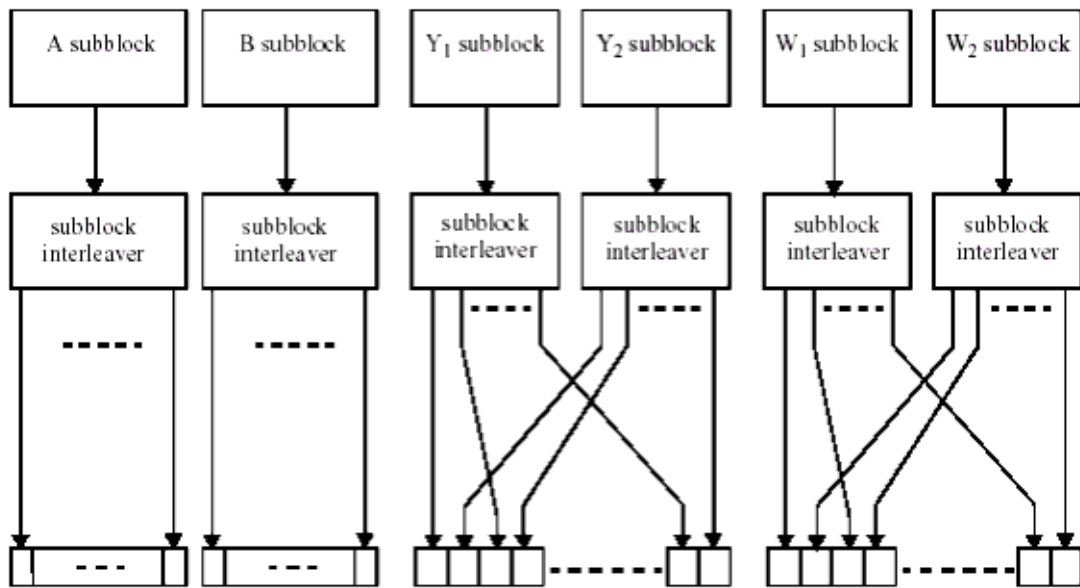 A subblock
B subblock
Y1 subblock
Y2 subblock
W1 subblock
W2 subblock
subblock
interleaver
subblock
interleaver
subblock
interleaver
subblock
interleaver
subblock
interleaver
subblock
interleaver